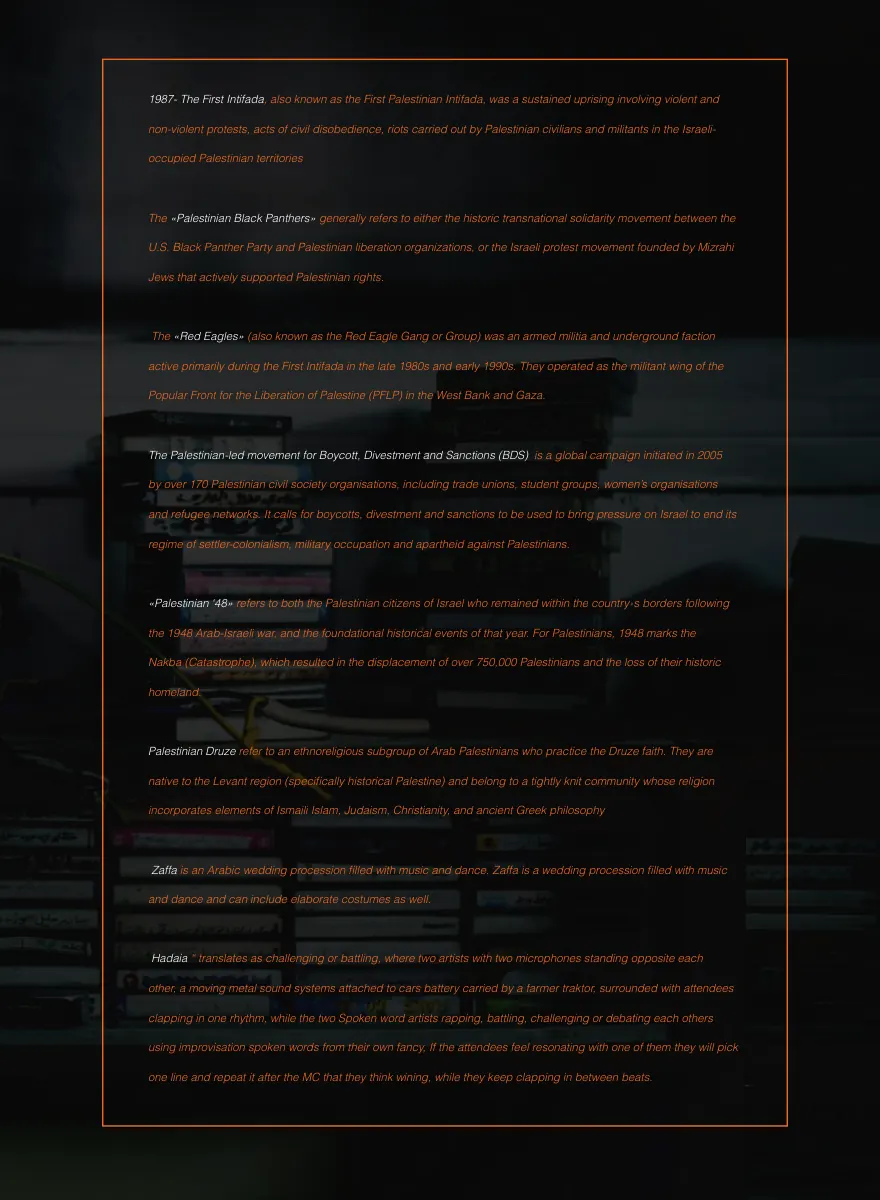 1987- The First Intifada, also known as the First Palestinian Intifada, was a sustained uprising involving violent and
non-violent protests, acts of civil disobedience, riots carried out by Palestinian civilians and militants in the Israeli-
occupied Palestinian territories
The «Palestinian Black Panthers» generally refers to either the historic transnational solidarity movement between the
U.S. Black Panther Party and Palestinian liberation organizations, or the Israeli protest movement founded by Mizrahi
Jews that actively supported Palestinian rights.
The «Red Eagles» (also known as the Red Eagle Gang or Group) was an armed militia and underground faction
active primarily during the First Intifada in the late 1980s and early 1990s. They operated as the militant wing of the
Popular Front for the Liberation of Palestine (PFLP) in the West Bank and Gaza.
The Palestinian-led movement for Boycott, Divestment and Sanctions (BDS) is a global campaign initiated in 2005
by over 170 Palestinian civil society organisations, including trade unions, student groups, women's organisations
and refugee networks. It calls for boycotts, divestment and sanctions to be used to bring pressure on Israel to end its
regime of settler-colonialism, military occupation and apartheid against Palestinians.
«Palestinian '48» refers to both the Palestinian citizens of Israel who remained within the country›s borders following
the 1948 Arab-Israeli war, and the foundational historical events of that year. For Palestinians, 1948 marks the
Nakba (Catastrophe), which resulted in the displacement of over 750,000 Palestinians and the loss of their historic
homeland.
Palestinian Druze refer to an ethnoreligious subgroup of Arab Palestinians who practice the Druze faith. They are
native to the Levant region (specifically historical Palestine) and belong to a tightly knit community whose religion
incorporates elements of Ismaili Islam, Judaism, Christianity, and ancient Greek philosophy
Zaffa is an Arabic wedding procession filled with music and dance. Zaffa is a wedding procession filled with music
and dance and can include elaborate costumes as well.
Hadaia " translates as challenging or battling, where two artists with two microphones standing opposite each
other, a moving metal sound systems attached to cars battery carried by a farmer traktor, surrounded with attendees
clapping in one rhythm, while the two Spoken word artists rapping, battling, challenging or debating each others
using improvisation spoken words from their own fancy, If the attendees feel resonating with one of them they will pick
one line and repeat it after the MC that they think wining, while they keep clapping in between beats.